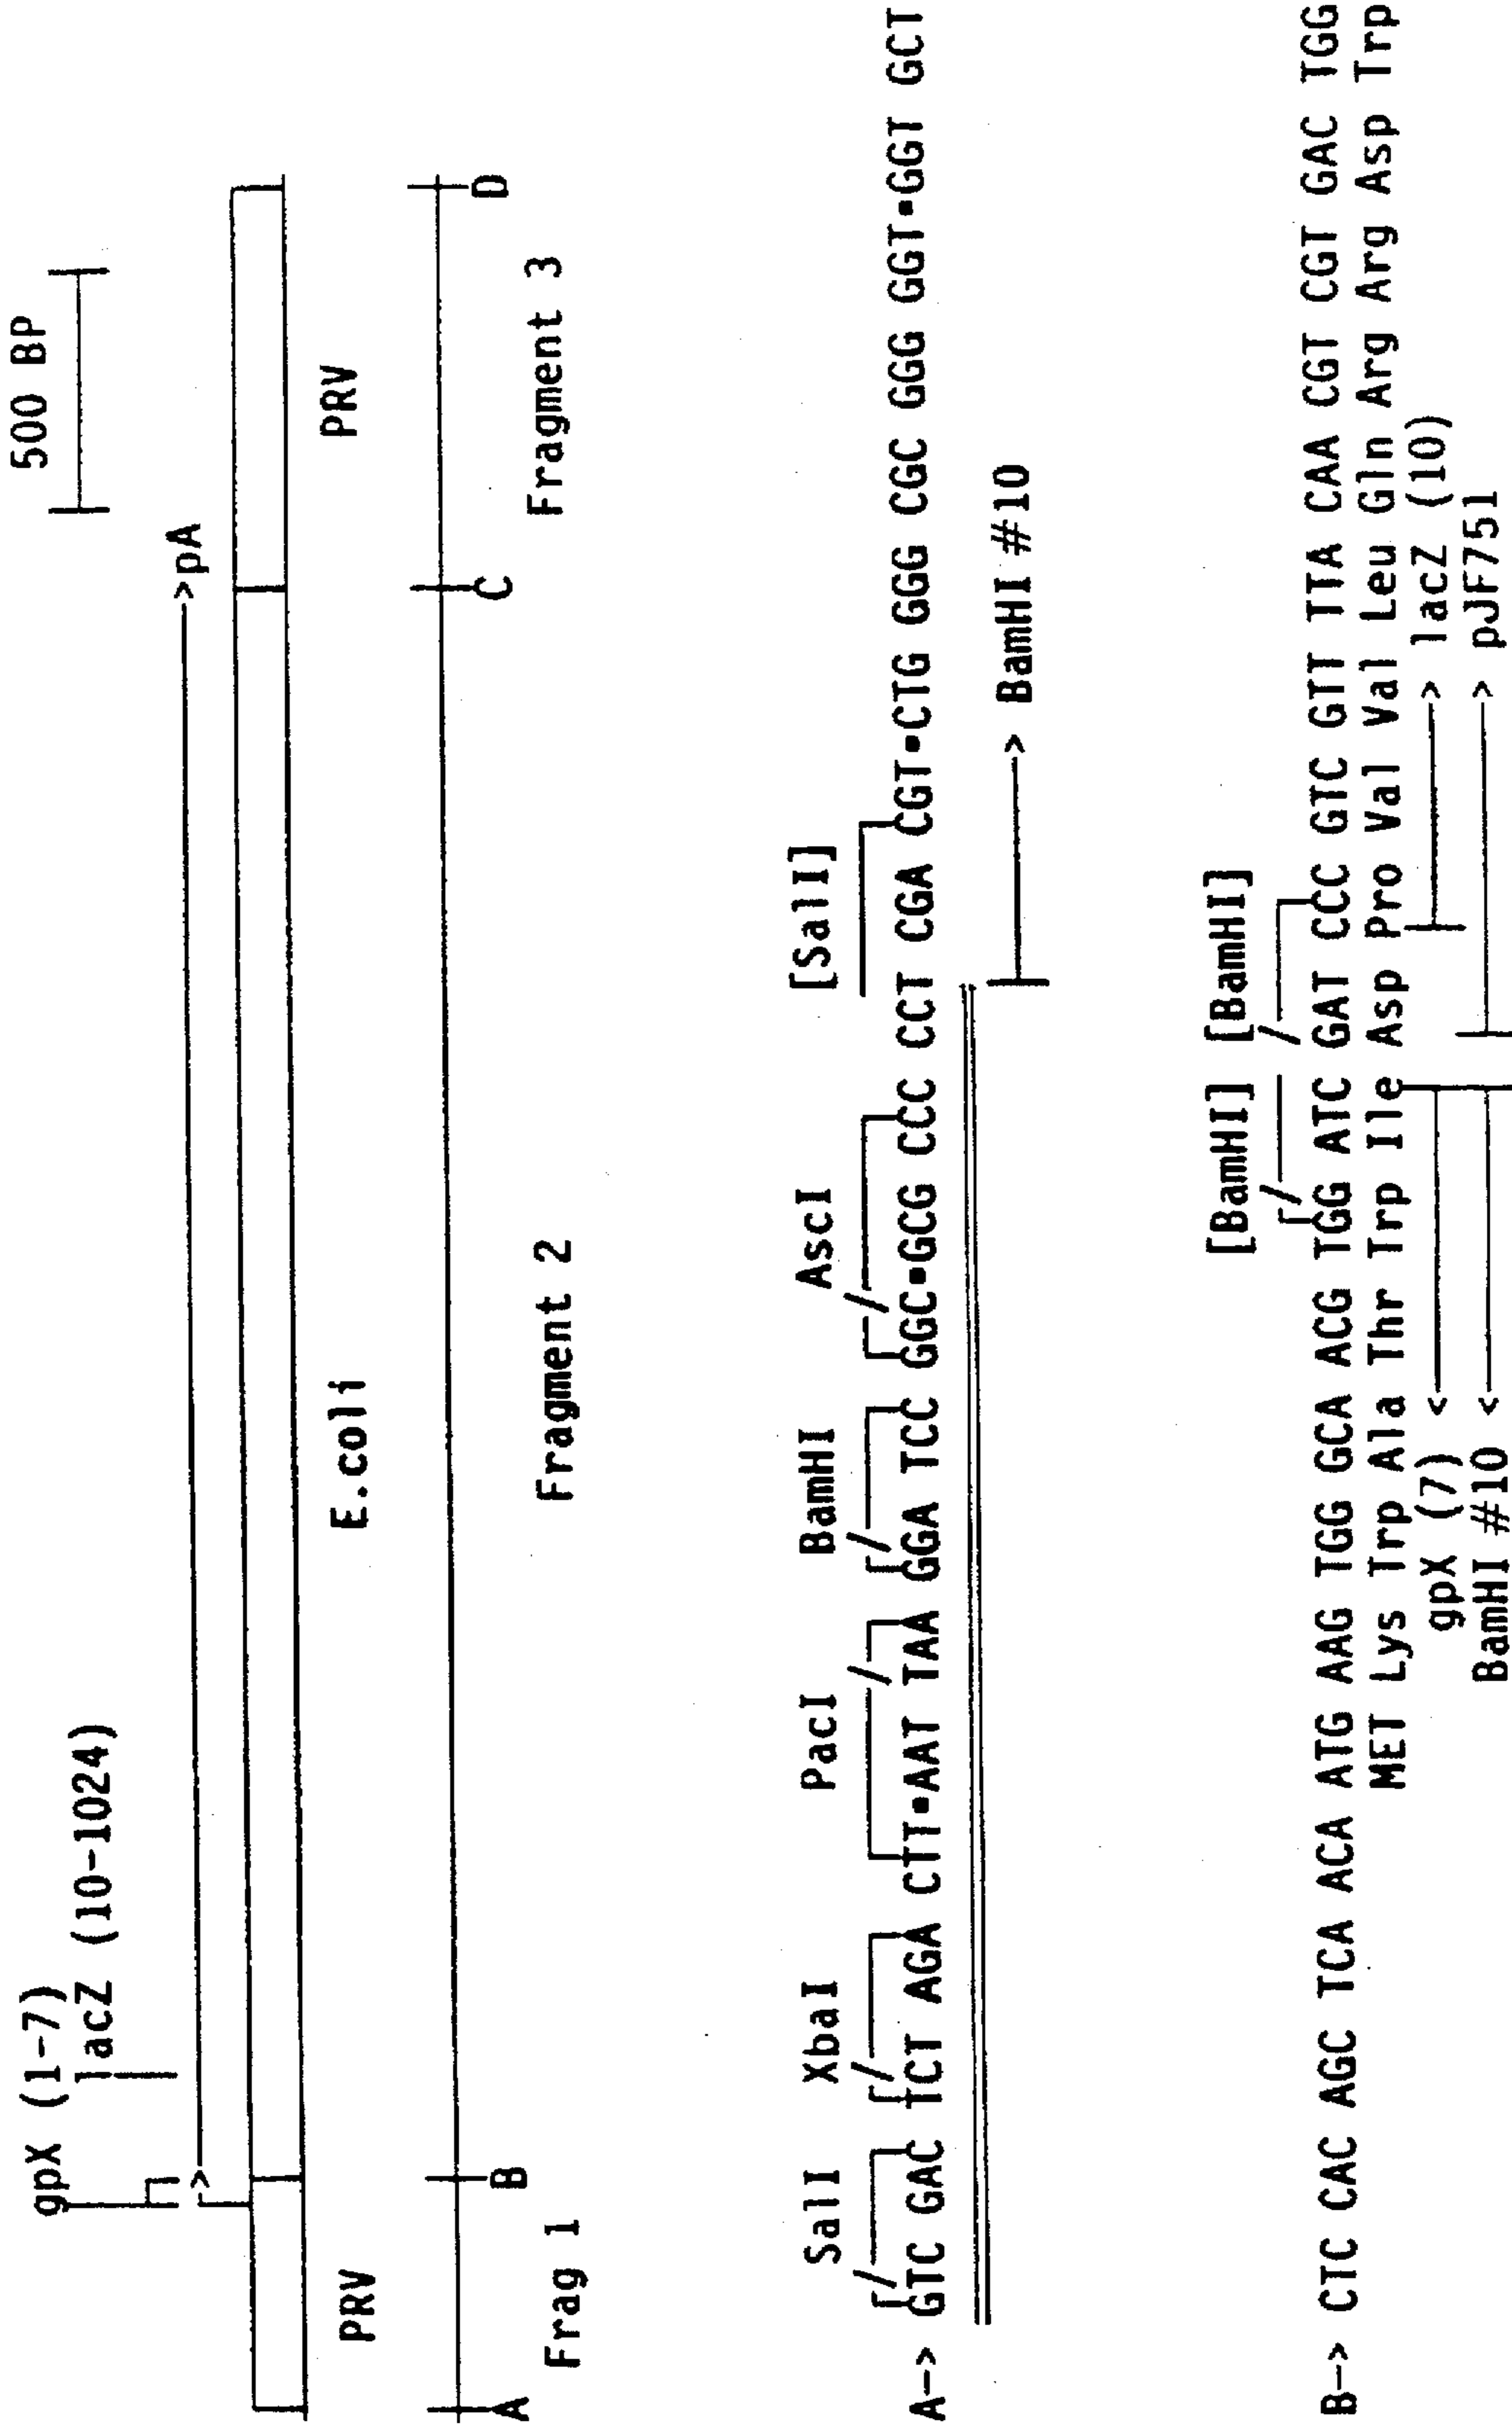 500 BP
gpX (1-7)
lacZ (10-1024)
> >pA
PRV E.coli PRV
A B C D
Frag 1 Fragment 2 Fragment 3
SalI XbaI PacI BamHI AscI [SalI]
A-> GTC GAC TCT AGA CTT•AAT TAA GGA TCC GGC•GCG CCC CCT CGA CGT•CTG GGG CGC GGG GGT•GGT GCT
> BamHI #10
[BamHI] [BamHI]
B-> CTC CAC AGC TCA ACA ATG AAG TGG GCA ACG TGG ATC GAT CCC GTC GTT TTA CAA CGT CGT GAC TGG
MET Lys Trp Ala Thr Trp Ile Asp Pro Val Val Leu Gln Arg Arg Asp Trp
gpX (7) < > lacZ (10)
BamHI #10 < > pJF751